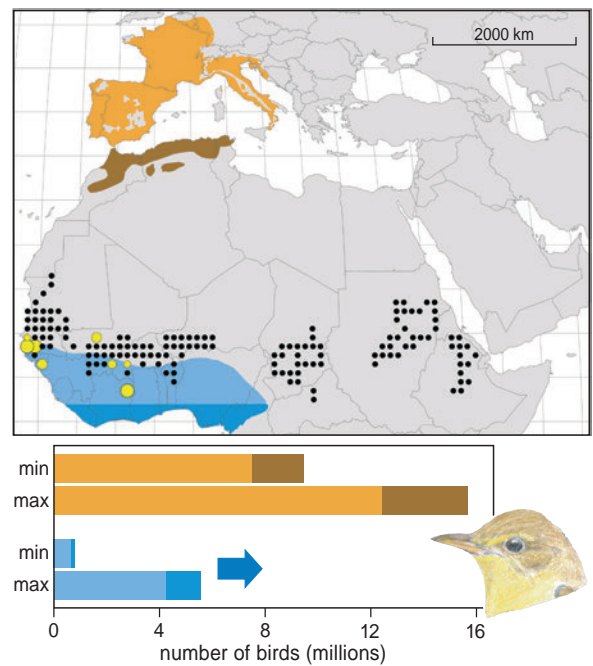 2000 km
min
max
min
max
0 4 8 12 16
number of birds (millions)